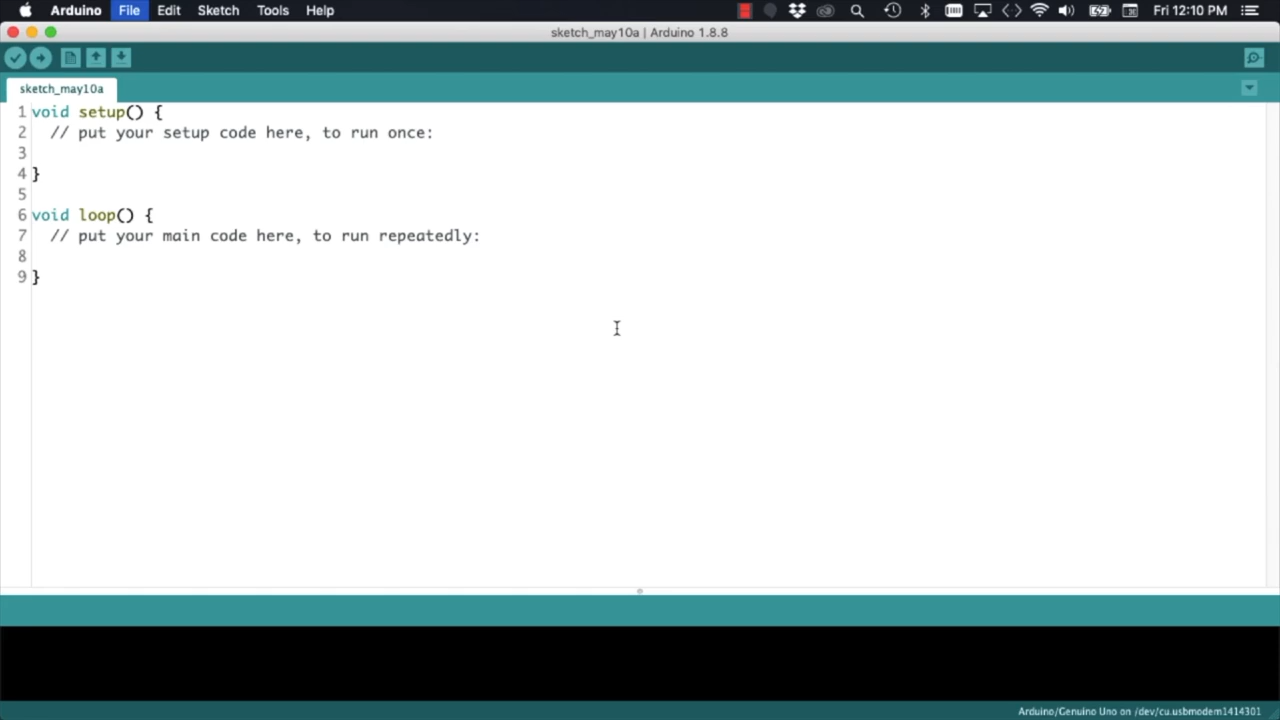 Arduino File Edit Sketch Tools Help Fri 12:10 PM
sketch_may10a | Arduino 1.8.8
sketch_may10a
1 void setup() {
2 // put your setup code here, to run once:
3
4 }
5
6 void loop() {
7 // put your main code here, to run repeatedly:
8
9 }
Arduino/Genuino Uno on /dev/cu.usbmodem1414301